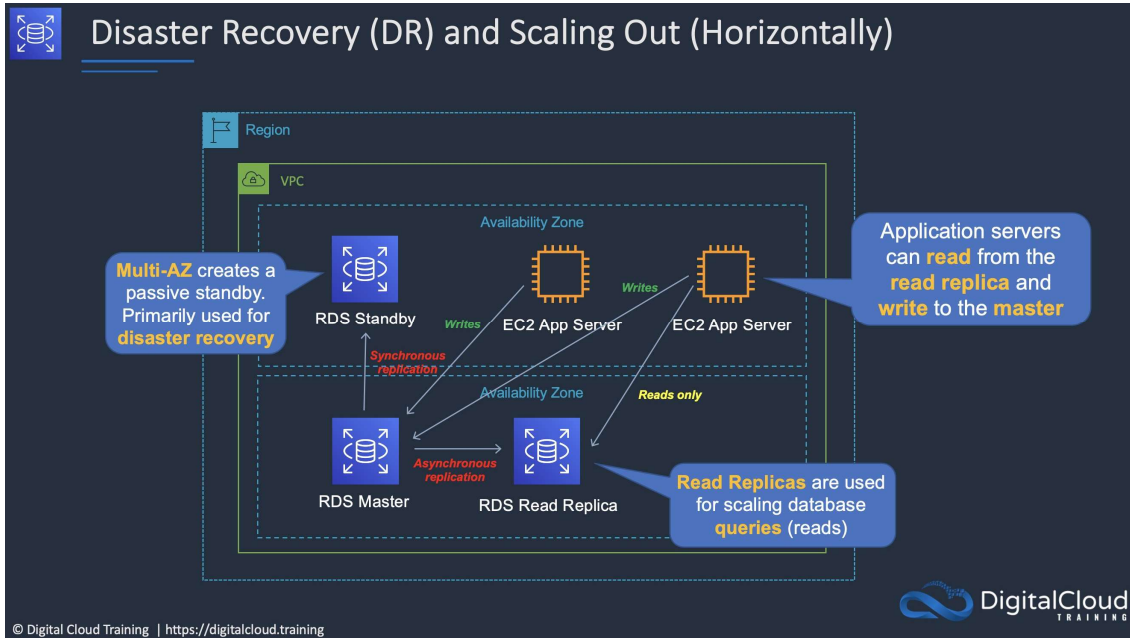 Disaster Recovery (DR) and Scaling Out (Horizontally)
Region
VPC
Availability Zone
Multi-AZ creates a
passive standby.
Primarily used for
disaster recovery
RDS Standby
EC2 App Server
EC2 App Server
Writes
Writes
Application servers
can read from the
read replica and
write to the master
Synchronous
replication
Availability Zone
Reads only
RDS Master
Asynchronous
replication
RDS Read Replica
Read Replicas are used
for scaling database
queries (reads)
DigitalCloud
TRAINING
© Digital Cloud Training | https://digitalcloud.training